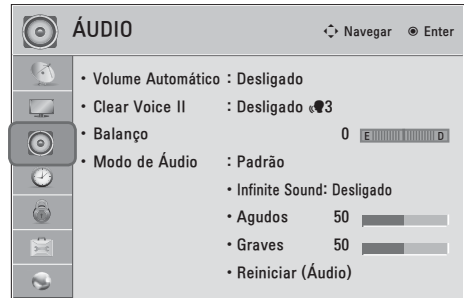 ÁUDIO Navegar Enter
• Volume Automático : Desligado
• Clear Voice II : Desligado 3
• Balanço 0 E D
• Modo de Áudio : Padrão
• Infinite Sound: Desligado
• Agudos 50
• Graves 50
• Reiniciar (Áudio)